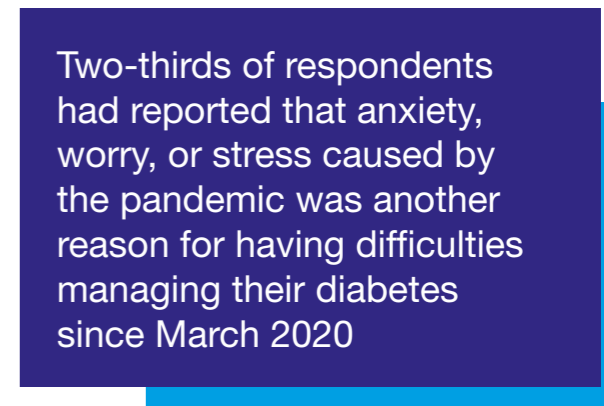 Two-thirds of respondents
had reported that anxiety,
worry, or stress caused by
the pandemic was another
reason for having difficulties
managing their diabetes
since March 2020